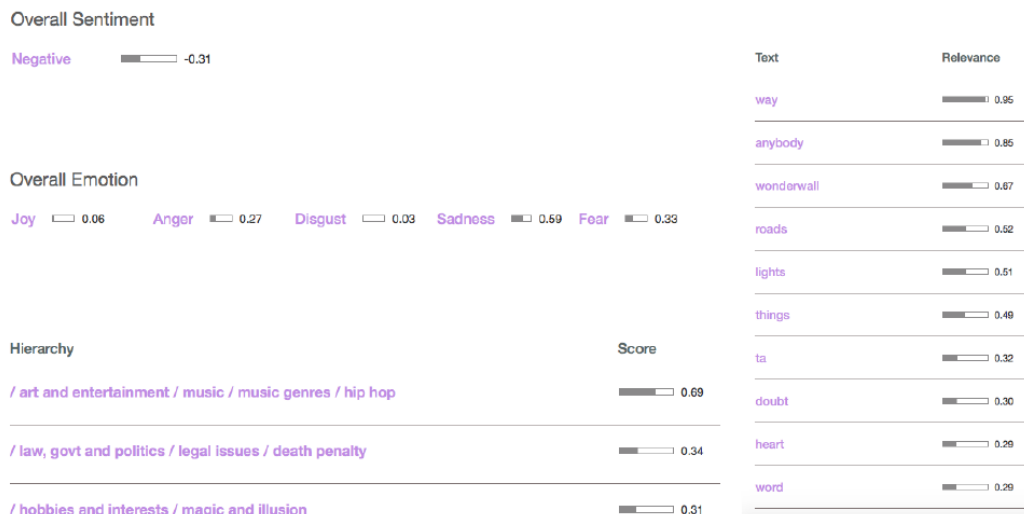 Overall Sentiment
Negative -0.31
Overall Emotion
Joy 0.06 Anger 0.27 Disgust 0.03 Sadness 0.59 Fear 0.33
Hierarchy Score
/ art and entertainment / music / music genres / hip hop 0.69
/ law, govt and politics / legal issues / death penalty 0.34
/ hobbies and interests / magic and illusion 0.31
Text Relevance
way 0.95
anybody 0.85
wonderwall 0.67
roads 0.52
lights 0.51
things 0.49
ta 0.32
doubt 0.30
heart 0.29
word 0.29